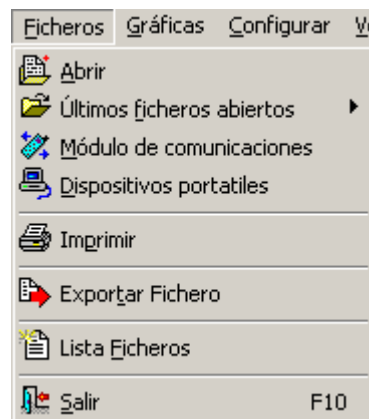 Ficheros Gráficas Configurar
Abrir
Últimos ficheros abiertos
Módulo de comunicaciones
Dispositivos portatiles
Imprimir
Exportar Fichero
Lista Ficheros
Salir F10